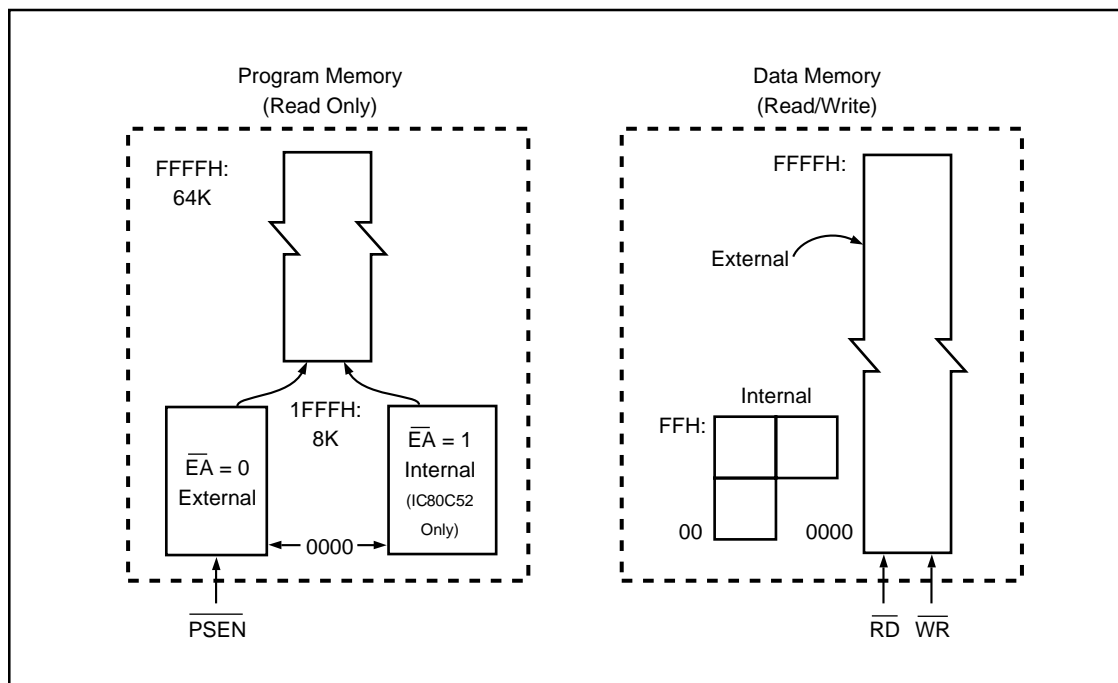 Program Memory
(Read Only)
FFFFH:
64K
1FFFH:
8K
EA = 0
External
EA = 1
Internal
(IC80C52
Only)
0000
PSEN
Data Memory
(Read/Write)
FFFFH:
External
Internal
FFH:
00
0000
RD WR